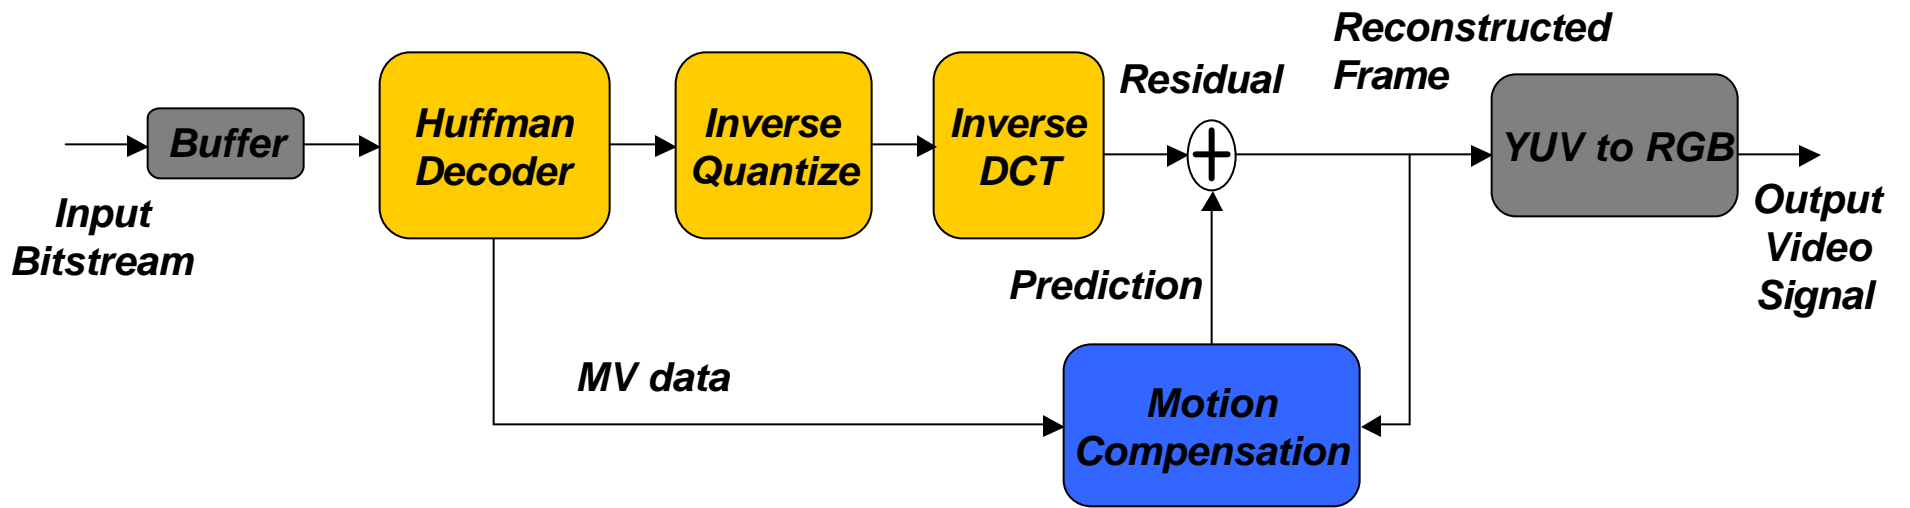 Reconstructed
Frame
Residual
Buffer
Huffman
Decoder
Inverse
Quantize
Inverse
DCT
YUV to RGB
Input
Bitstream
Output
Video
Signal
Prediction
MV data
Motion
Compensation